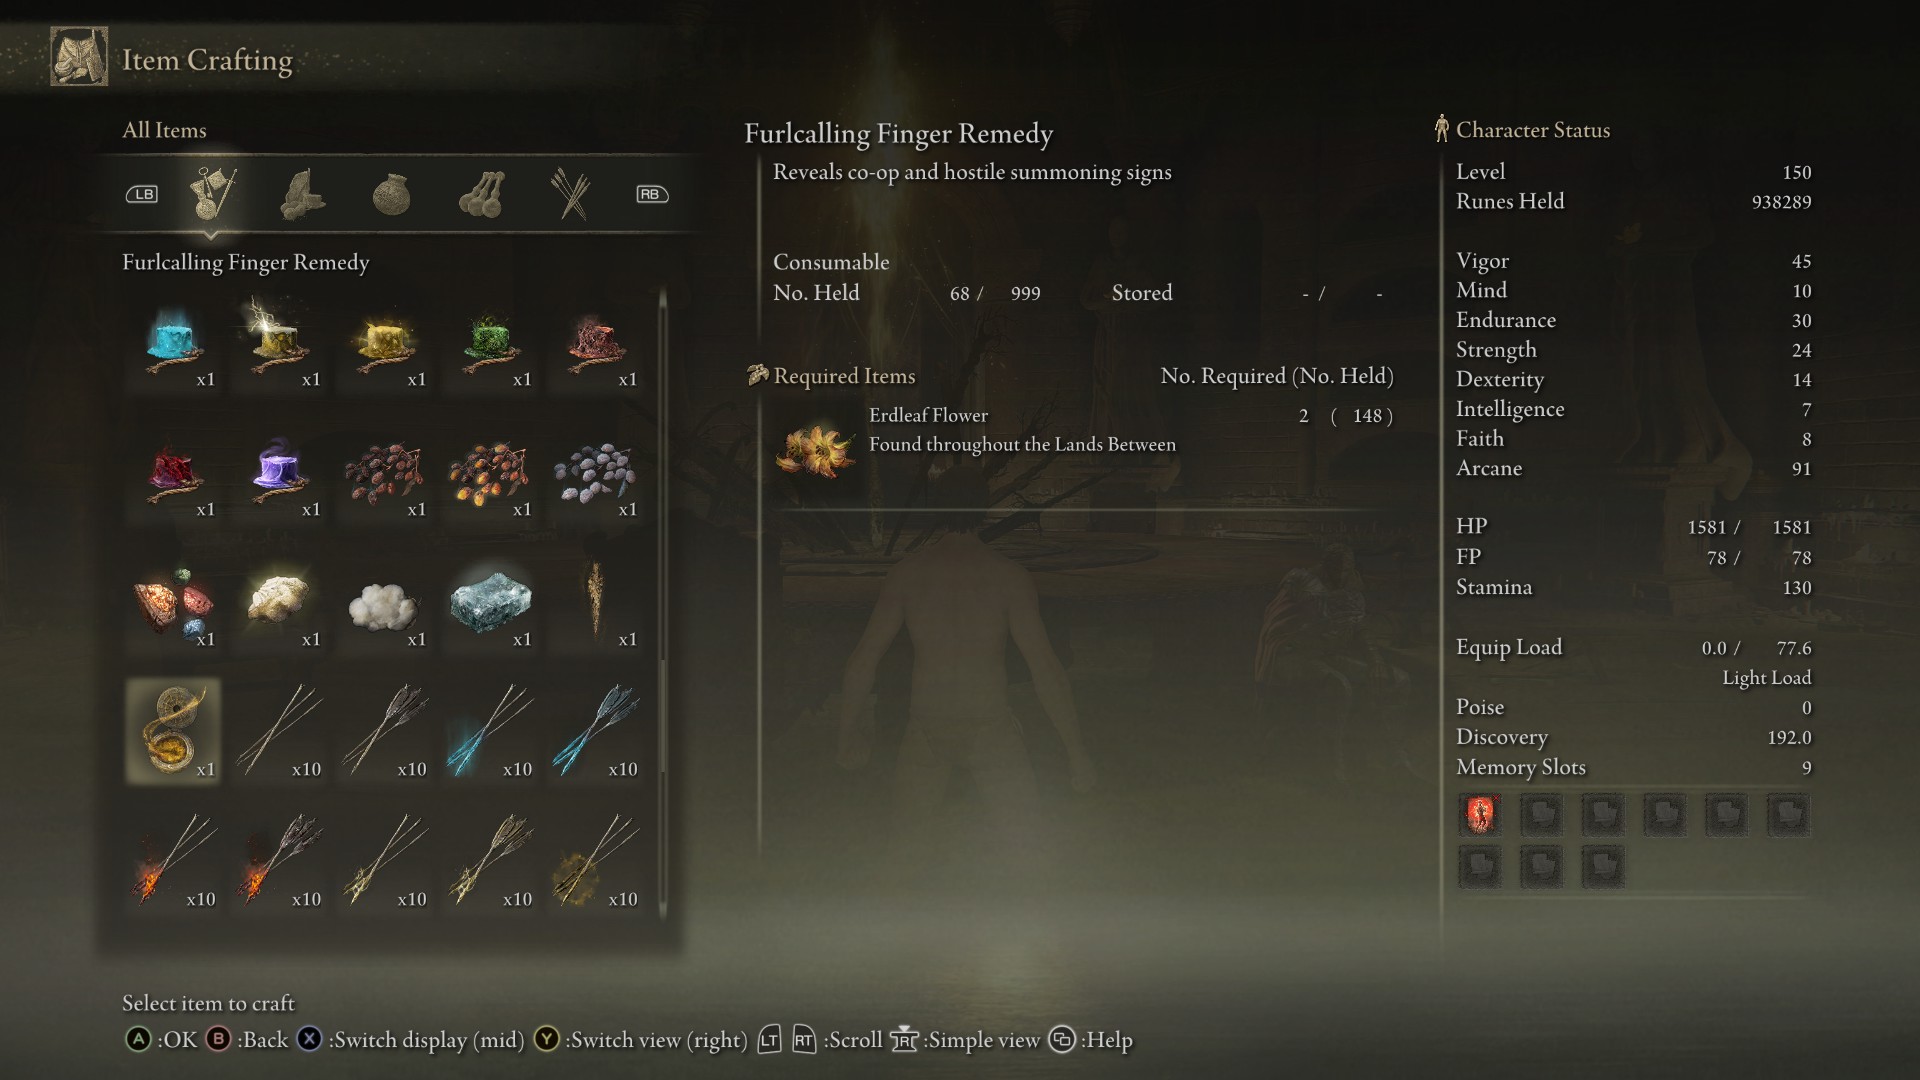 Item Crafting
All Items
LB
RB
Furlcalling Finger Remedy
x1 x1 x1 x1 x1
x1 x1 x1 x1 x1
x1 x1 x1 x1 x1
x1 x10 x10 x10 x10
x10 x10 x10 x10 x10
Furlcalling Finger Remedy
Reveals co-op and hostile summoning signs
Consumable
No. Held 68 / 999 Stored - / -
Required Items No. Required (No. Held)
Erdleaf Flower 2 ( 148 )
Found throughout the Lands Between
Character Status
Level 150
Runes Held 938289
Vigor 45
Mind 10
Endurance 30
Strength 24
Dexterity 14
Intelligence 7
Faith 8
Arcane 91
HP 1581 / 1581
FP 78 / 78
Stamina 130
Equip Load 0.0 / 77.6
Light Load
Poise 0
Discovery 192.0
Memory Slots 9
Select item to craft
A :OK B :Back X :Switch display (mid) Y :Switch view (right) LT RT :Scroll R :Simple view :Help